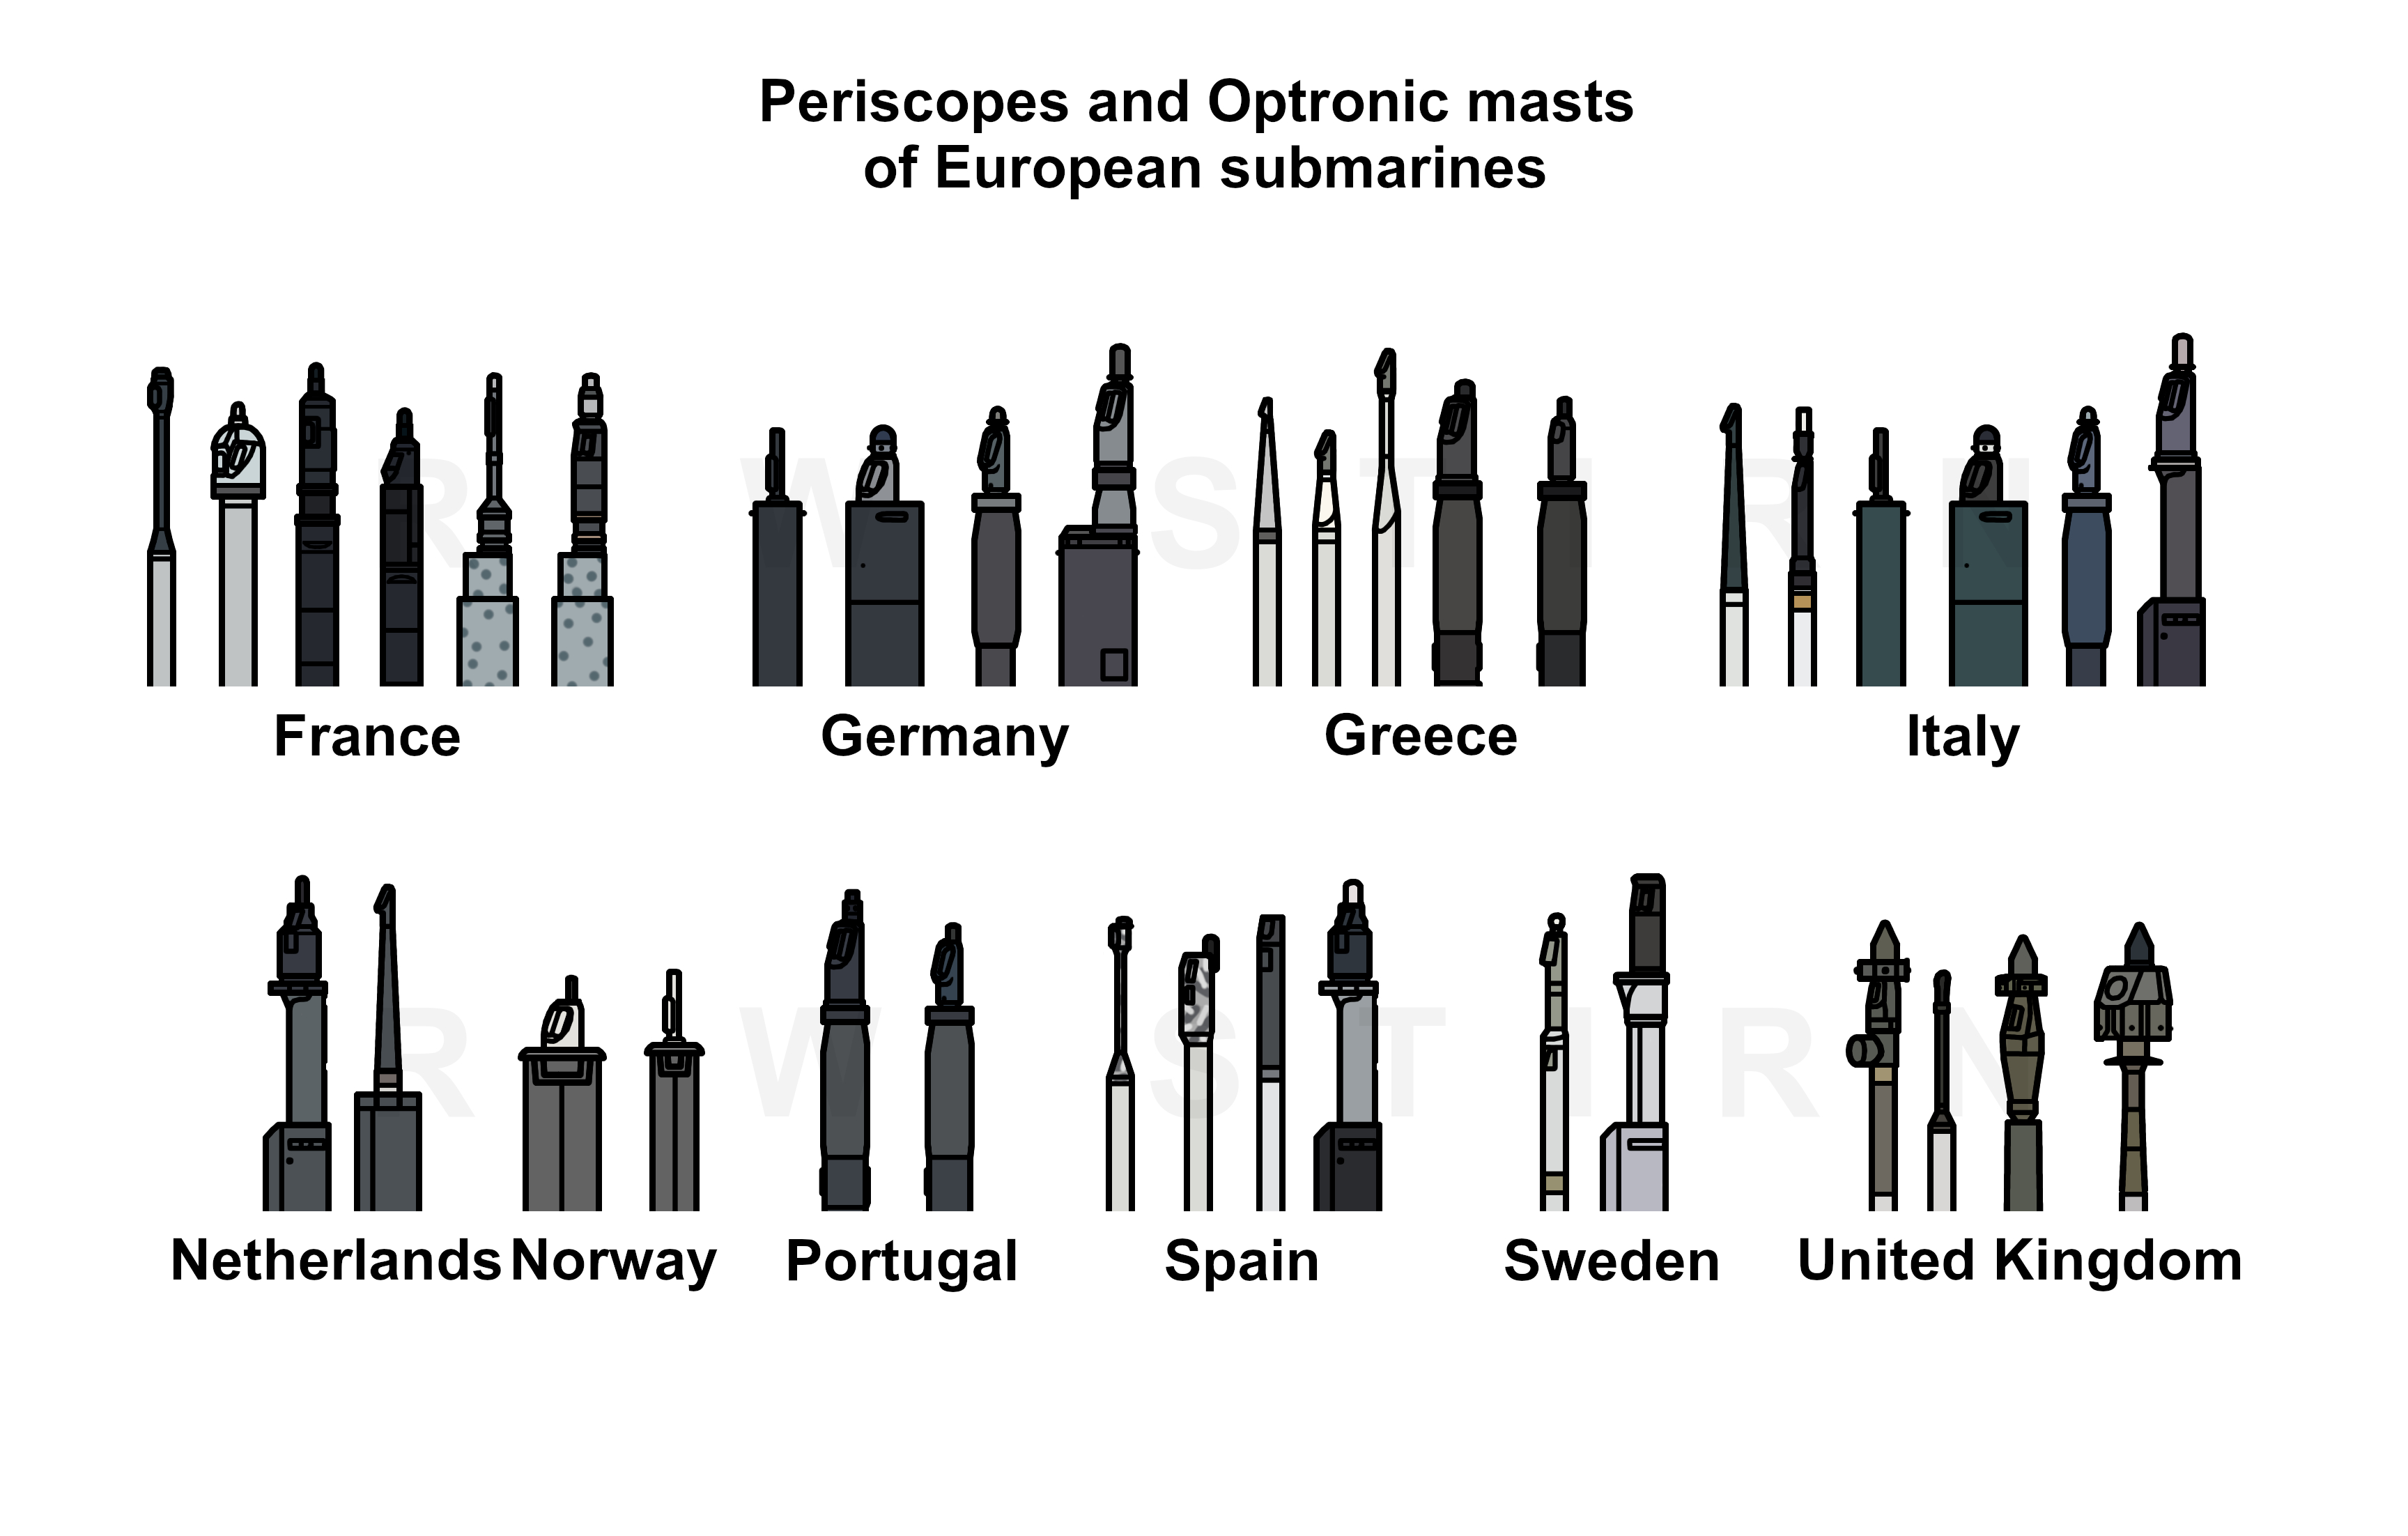 Periscopes and Optronic masts
of European submarines
R W S T I R N
France Germany Greece Italy
R W S T I R N
Netherlands Norway Portugal Spain Sweden United Kingdom